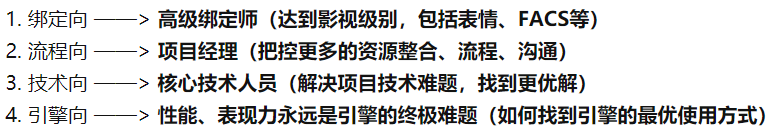 1. 绑定向 ——> 高级绑定师（达到影视级别，包括表情、FACS等）
2. 流程向 ——> 项目经理（把控更多的资源整合、流程、沟通）
3. 技术向 ——> 核心技术人员（解决项目技术难题，找到更优解）
4. 引擎向 ——> 性能、表现力永远是引擎的终极难题（如何找到引擎的最优使用方式）